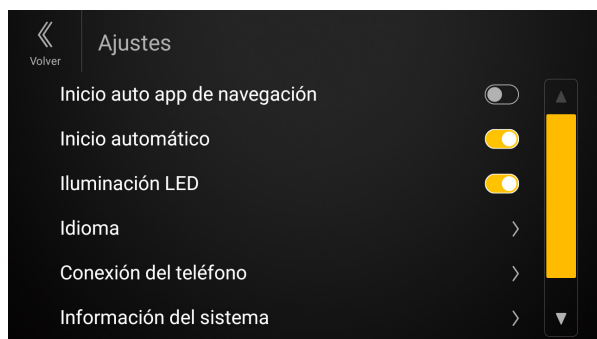 Volver
Ajustes
Inicio auto app de navegación
Inicio automático
Iluminación LED
Idioma
Conexión del teléfono
Información del sistema